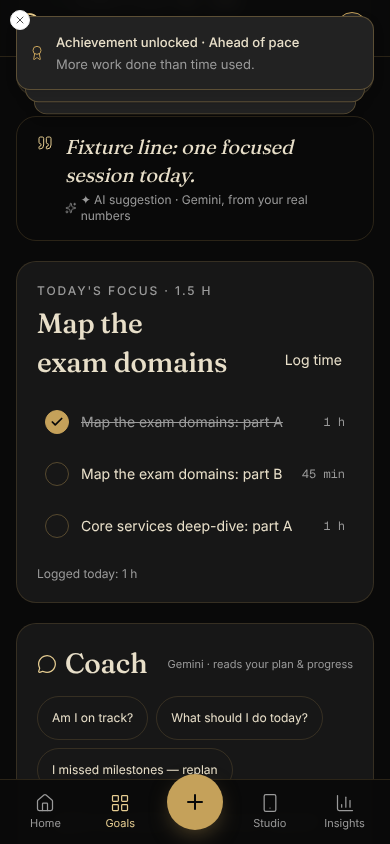 Achievement unlocked · Ahead of pace
More work done than time used.
Fixture line: one focused
session today.
✦ AI suggestion · Gemini, from your real
numbers
TODAY'S FOCUS · 1.5 H
Map the
exam domains
Log time
Map the exam domains: part A 1 h
Map the exam domains: part B 45 min
Core services deep-dive: part A 1 h
Logged today: 1 h
Coach
Gemini · reads your plan & progress
Am I on track?
What should I do today?
I missed milestones — replan
Home
Goals
Studio
Insights